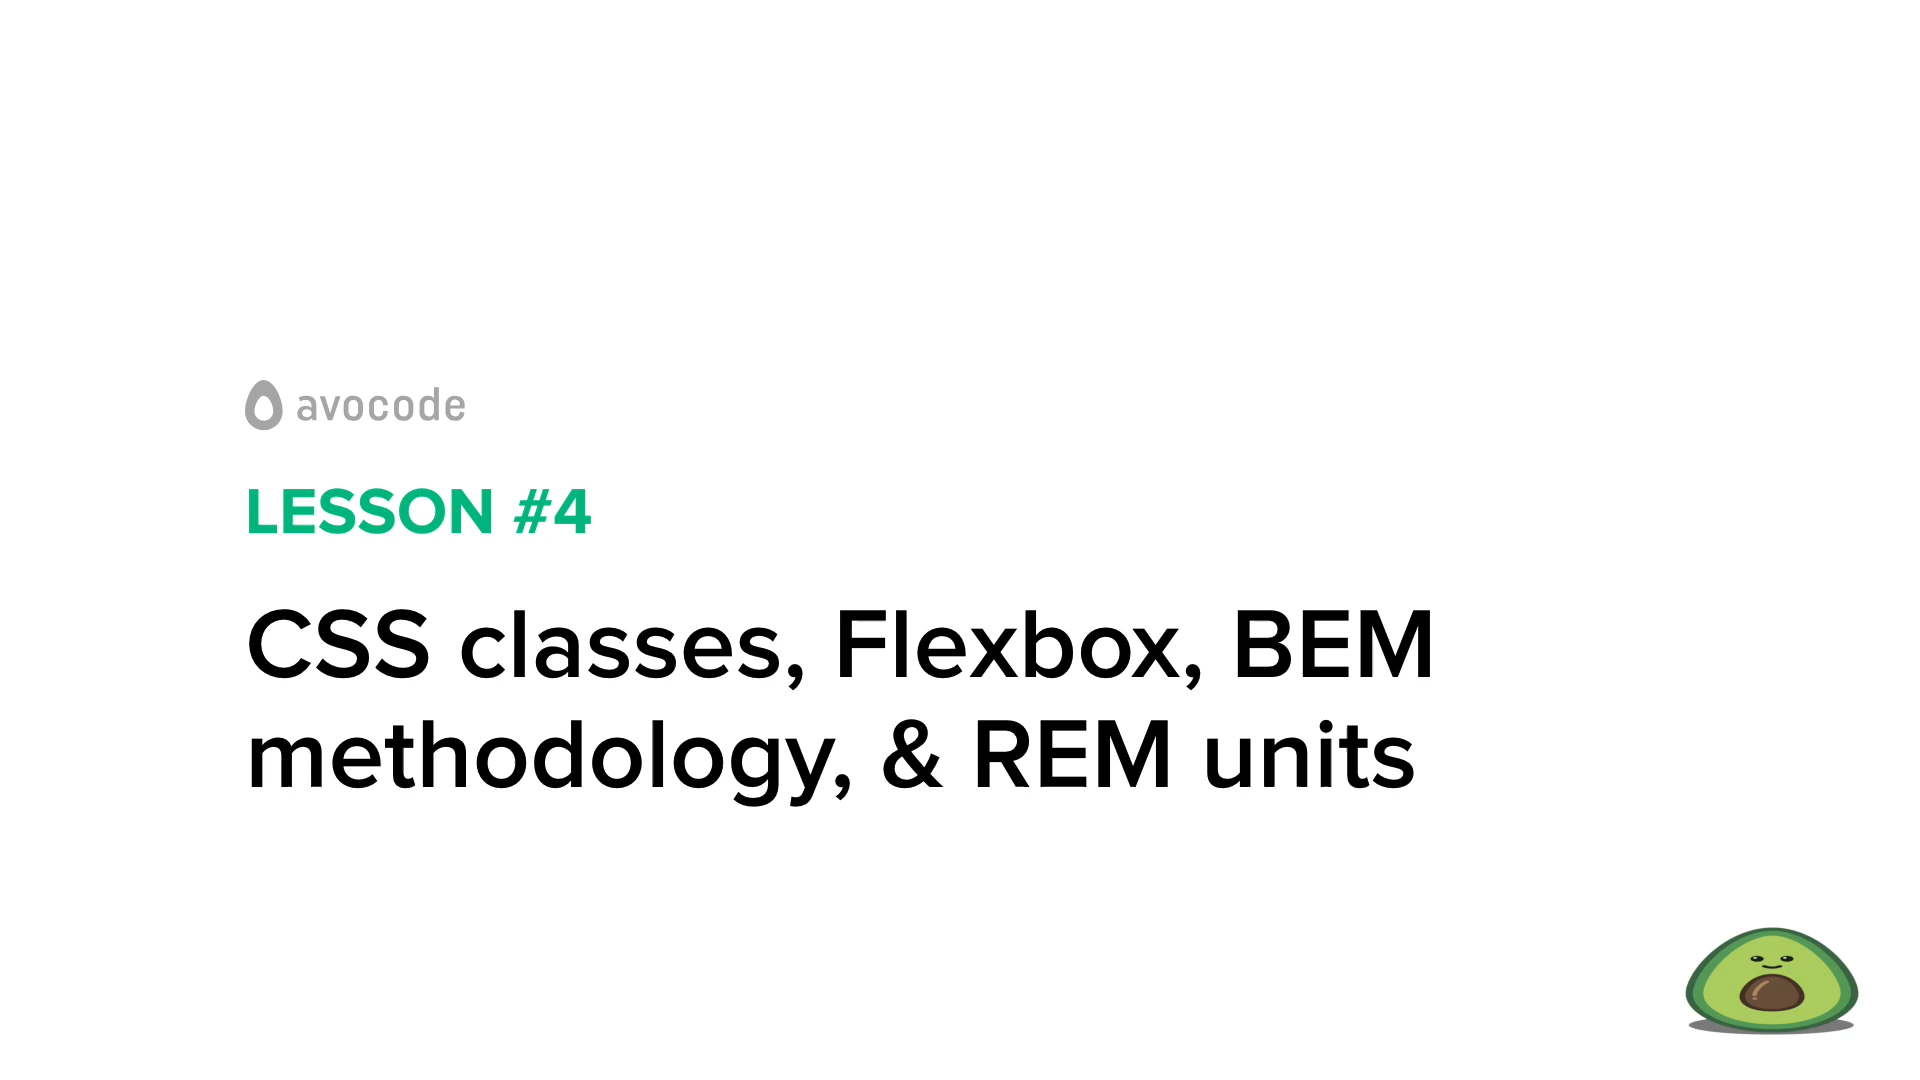 avocode
LESSON #4
CSS classes, Flexbox, BEM
methodology, & REM units